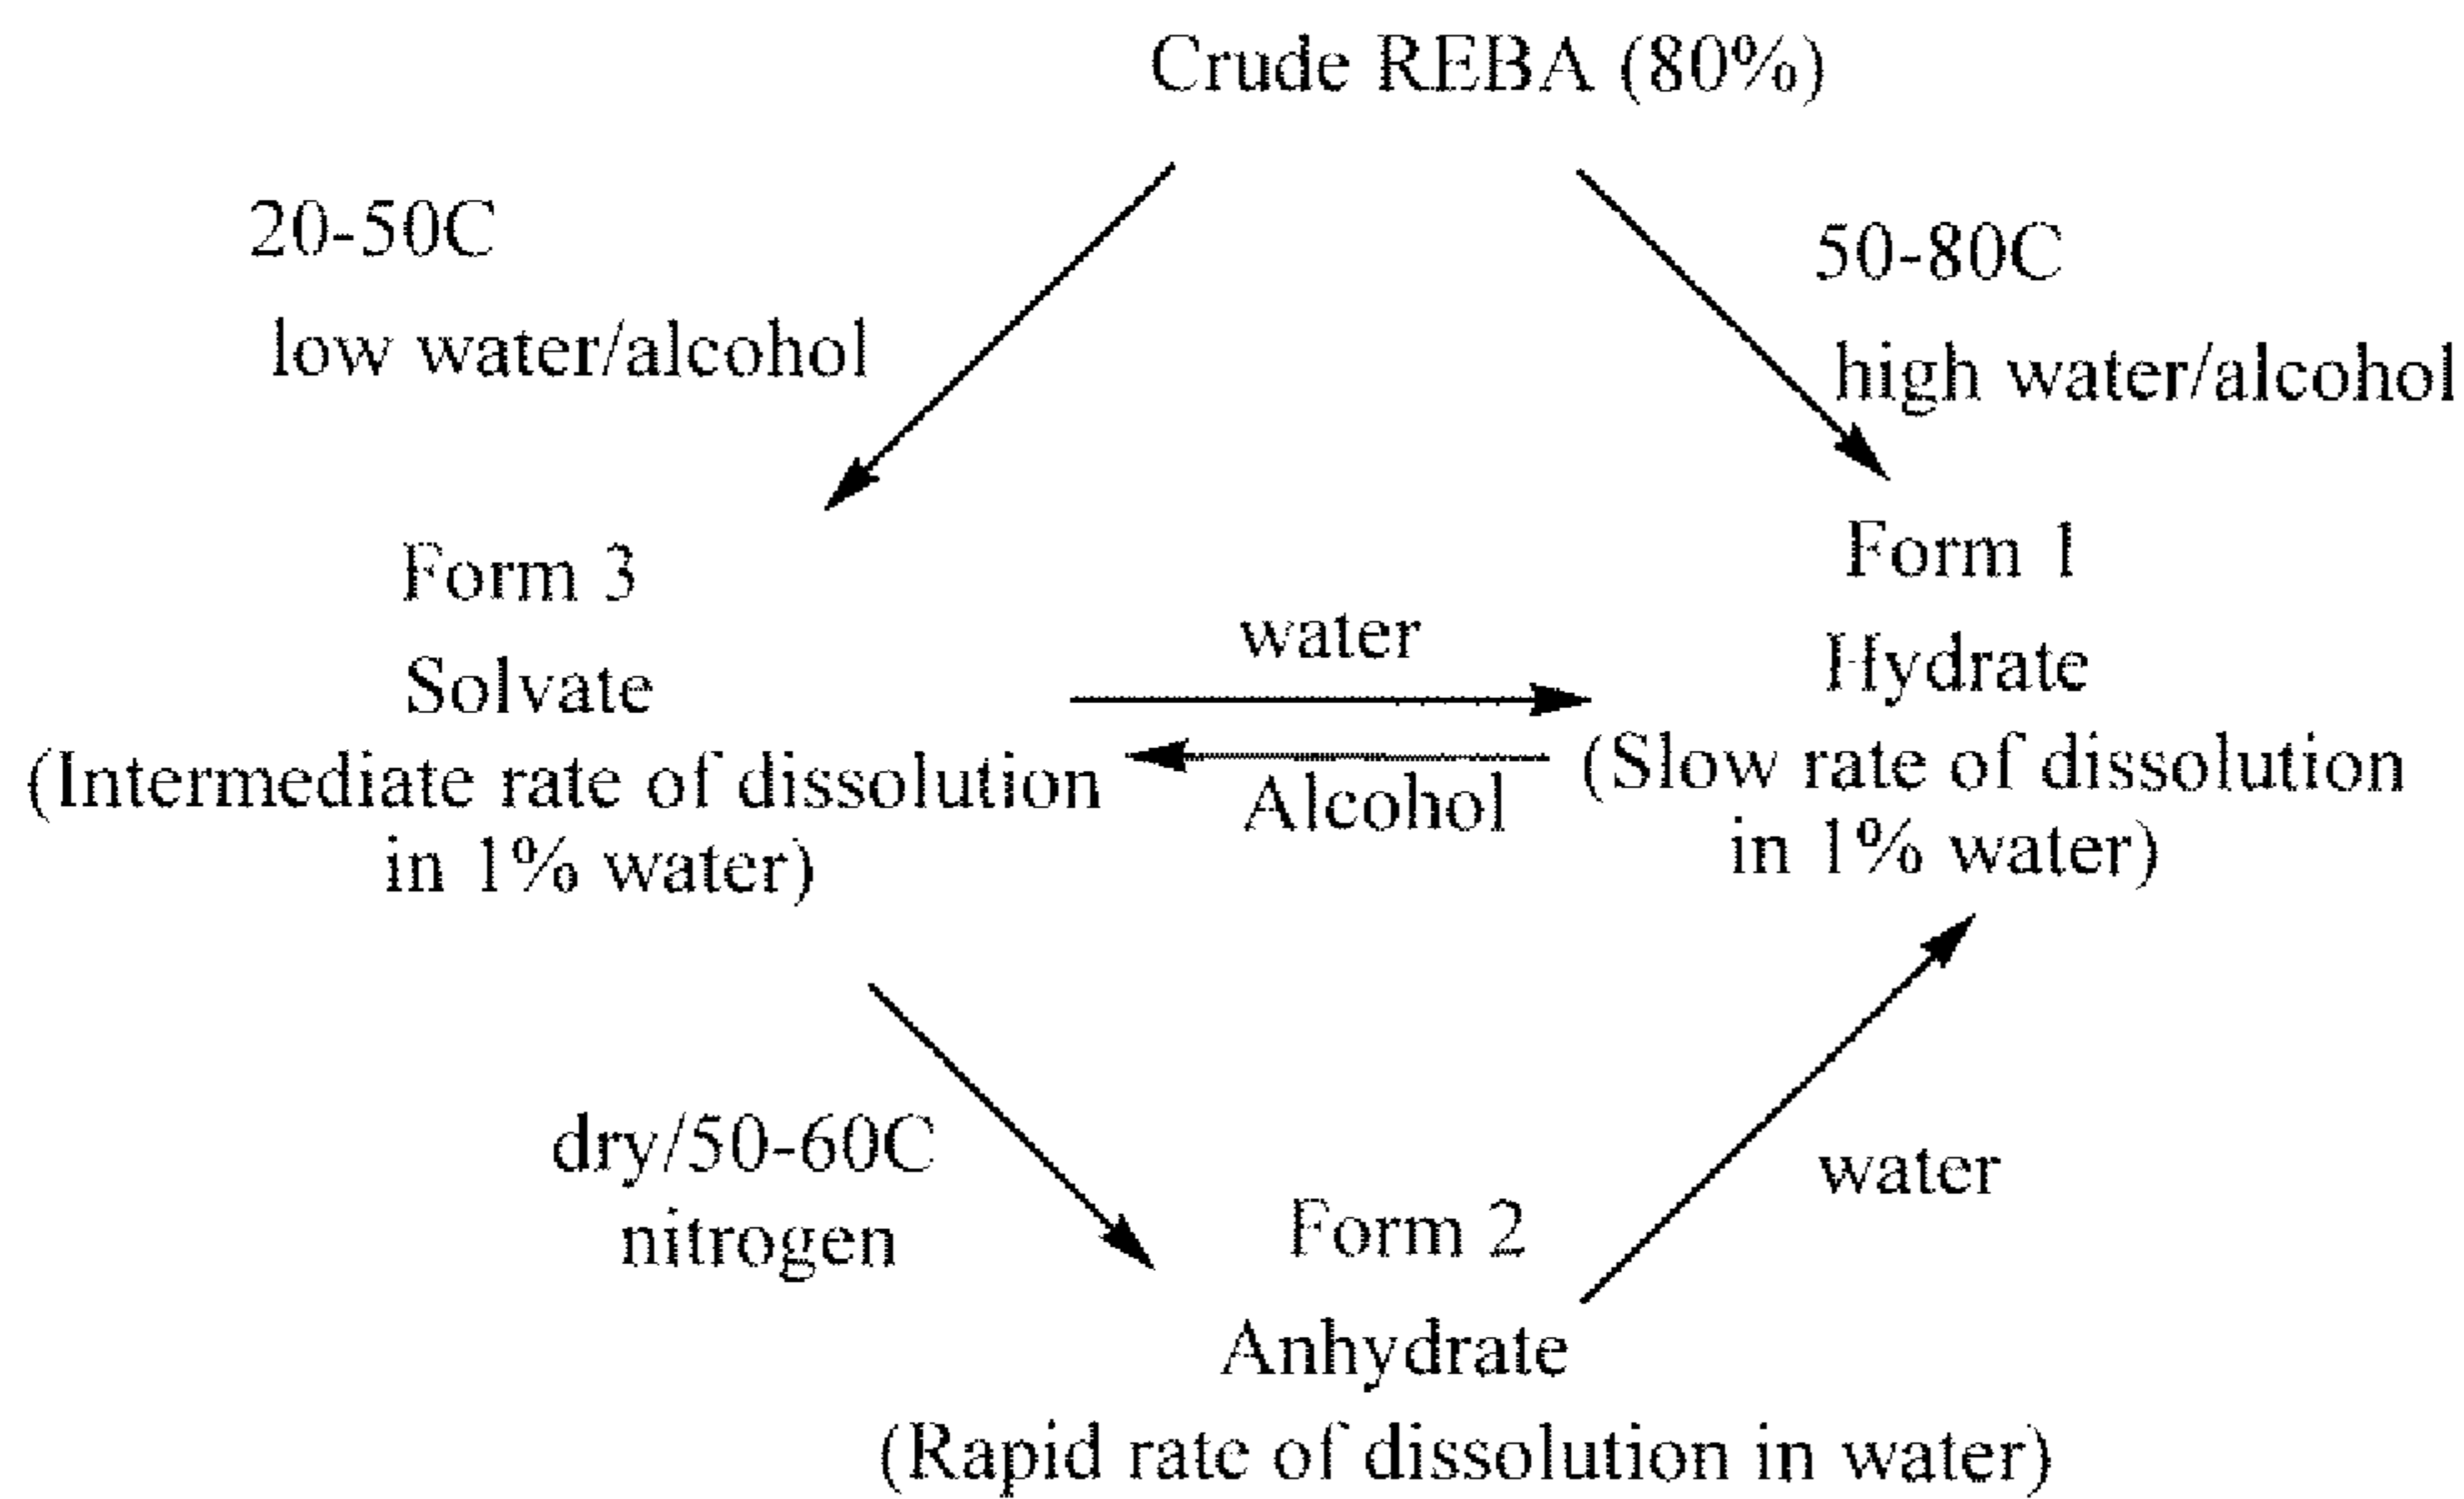 Crude REBA (80%)
20-50C
low water/alcohol
50-80C
high water/alcohol
Form 3
Solvate
(Intermediate rate of dissolution
in 1% water)
water
Alcohol
Form 1
Hydrate
(Slow rate of dissolution
in 1% water)
dry/50-60C
nitrogen
water
Form 2
Anhydrate
(Rapid rate of dissolution in water)